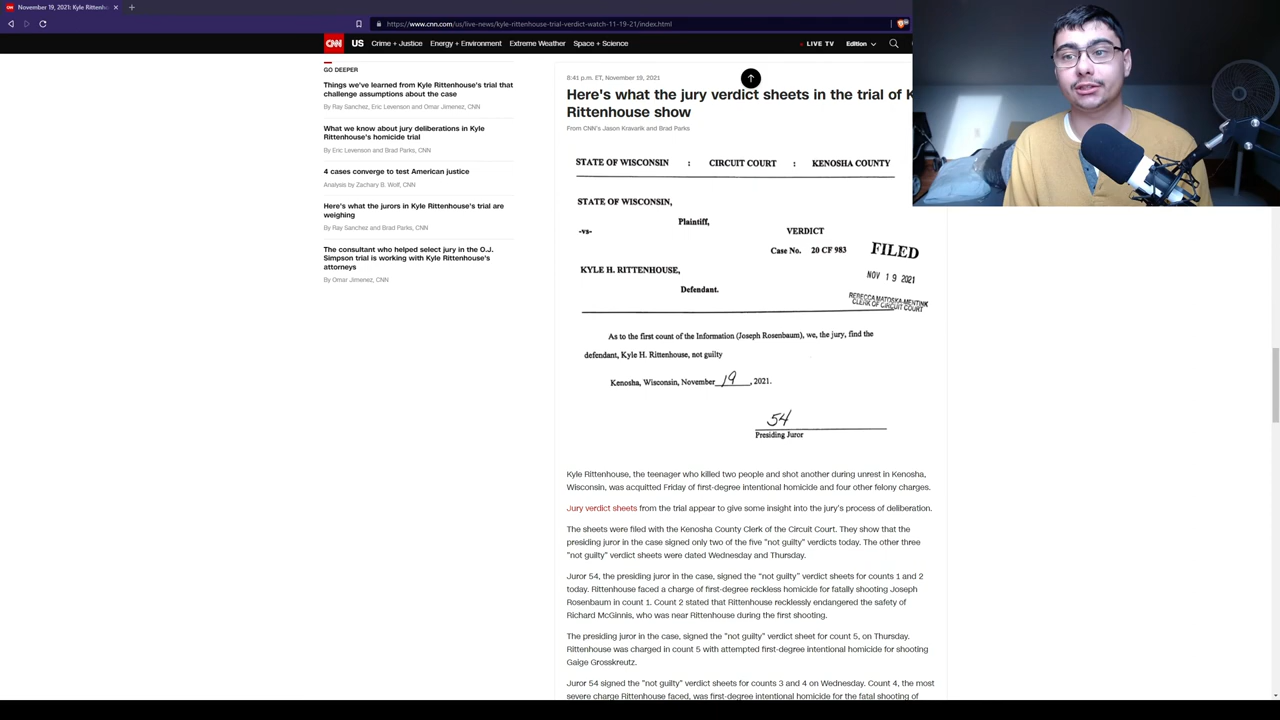 November 19, 2021: Kyle Rittenh
https://www.cnn.com/us/live-news/kyle-rittenhouse-trial-verdict-watch-11-19-21/index.html
CNN US Crime + Justice Energy + Environment Extreme Weather Space + Science LIVE TV Edition
GO DEEPER
Things we've learned from Kyle Rittenhouse's trial that
challenge assumptions about the case
By Ray Sanchez, Eric Levenson and Omar Jimenez, CNN
What we know about jury deliberations in Kyle
Rittenhouse's homicide trial
By Eric Levenson and Brad Parks, CNN
4 cases converge to test American justice
Analysis by Zachary B. Wolf, CNN
Here's what the jurors in Kyle Rittenhouse's trial are
weighing
By Ray Sanchez and Brad Parks, CNN
The consultant who helped select jury in the O.J.
Simpson trial is working with Kyle Rittenhouse's
attorneys
By Omar Jimenez, CNN
8:41 p.m. ET, November 19, 2021
Here's what the jury verdict sheets in the trial of K
Rittenhouse show
From CNN's Jason Kravarik and Brad Parks
STATE OF WISCONSIN : CIRCUIT COURT : KENOSHA COUNTY
STATE OF WISCONSIN,
Plaintiff,
-vs- VERDICT
Case No. 20 CF 983
FILED
KYLE H. RITTENHOUSE,
NOV 19 2021
Defendant.
REBECCA MATOSKA-MENTINK
CLERK OF CIRCUIT COURT
As to the first count of the Information (Joseph Rosenbaum), we, the jury, find the
defendant, Kyle H. Rittenhouse, not guilty
Kenosha, Wisconsin, November 19, 2021.
54
Presiding Juror
Kyle Rittenhouse, the teenager who killed two people and shot another during unrest in Kenosha,
Wisconsin, was acquitted Friday of first-degree intentional homicide and four other felony charges.
Jury verdict sheets from the trial appear to give some insight into the jury's process of deliberation.
The sheets were filed with the Kenosha County Clerk of the Circuit Court. They show that the
presiding juror in the case signed only two of the five "not guilty" verdicts today. The other three
"not guilty" verdict sheets were dated Wednesday and Thursday.
Juror 54, the presiding juror in the case, signed the "not guilty" verdict sheets for counts 1 and 2
today. Rittenhouse faced a charge of first-degree reckless homicide for fatally shooting Joseph
Rosenbaum in count 1. Count 2 stated that Rittenhouse recklessly endangered the safety of
Richard McGinnis, who was near Rittenhouse during the first shooting.
The presiding juror in the case, signed the "not guilty" verdict sheet for count 5, on Thursday.
Rittenhouse was charged in count 5 with attempted first-degree intentional homicide for shooting
Gaige Grosskreutz.
Juror 54 signed the "not guilty" verdict sheets for counts 3 and 4 on Wednesday. Count 4, the most
severe charge Rittenhouse faced, was first-degree intentional homicide for the fatal shooting of